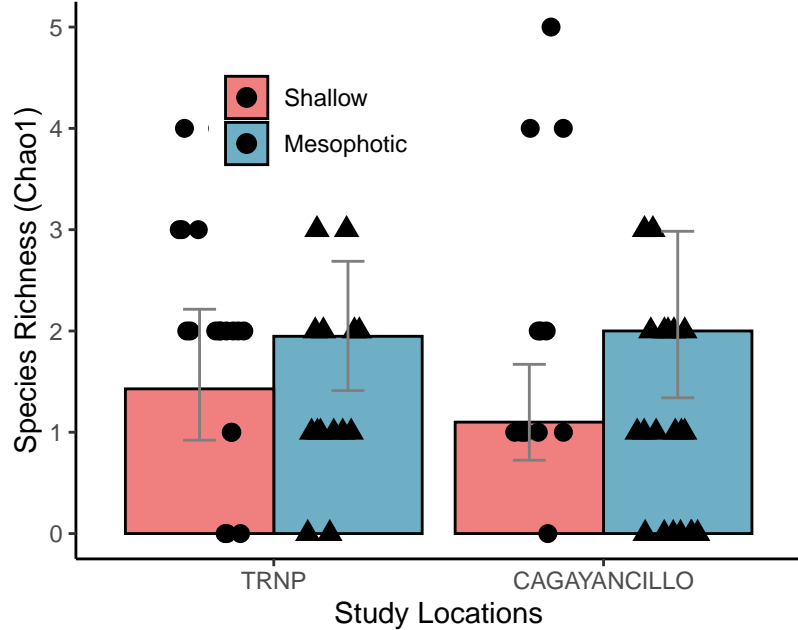 Species Richness (Chao1)
5
4
3
2
1
0
Shallow
Mesophotic
TRNP
CAGAYANCILLO
Study Locations